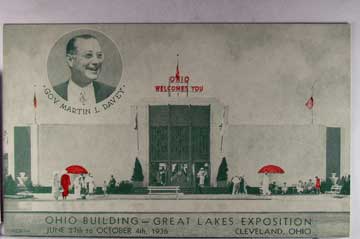 GOV. MARTIN L. DAVEY
OHIO
WELCOMES YOU
OHIO BUILDING — GREAT LAKES EXPOSITION
JUNE 27th to OCTOBER 4th, 1936 CLEVELAND, OHIO